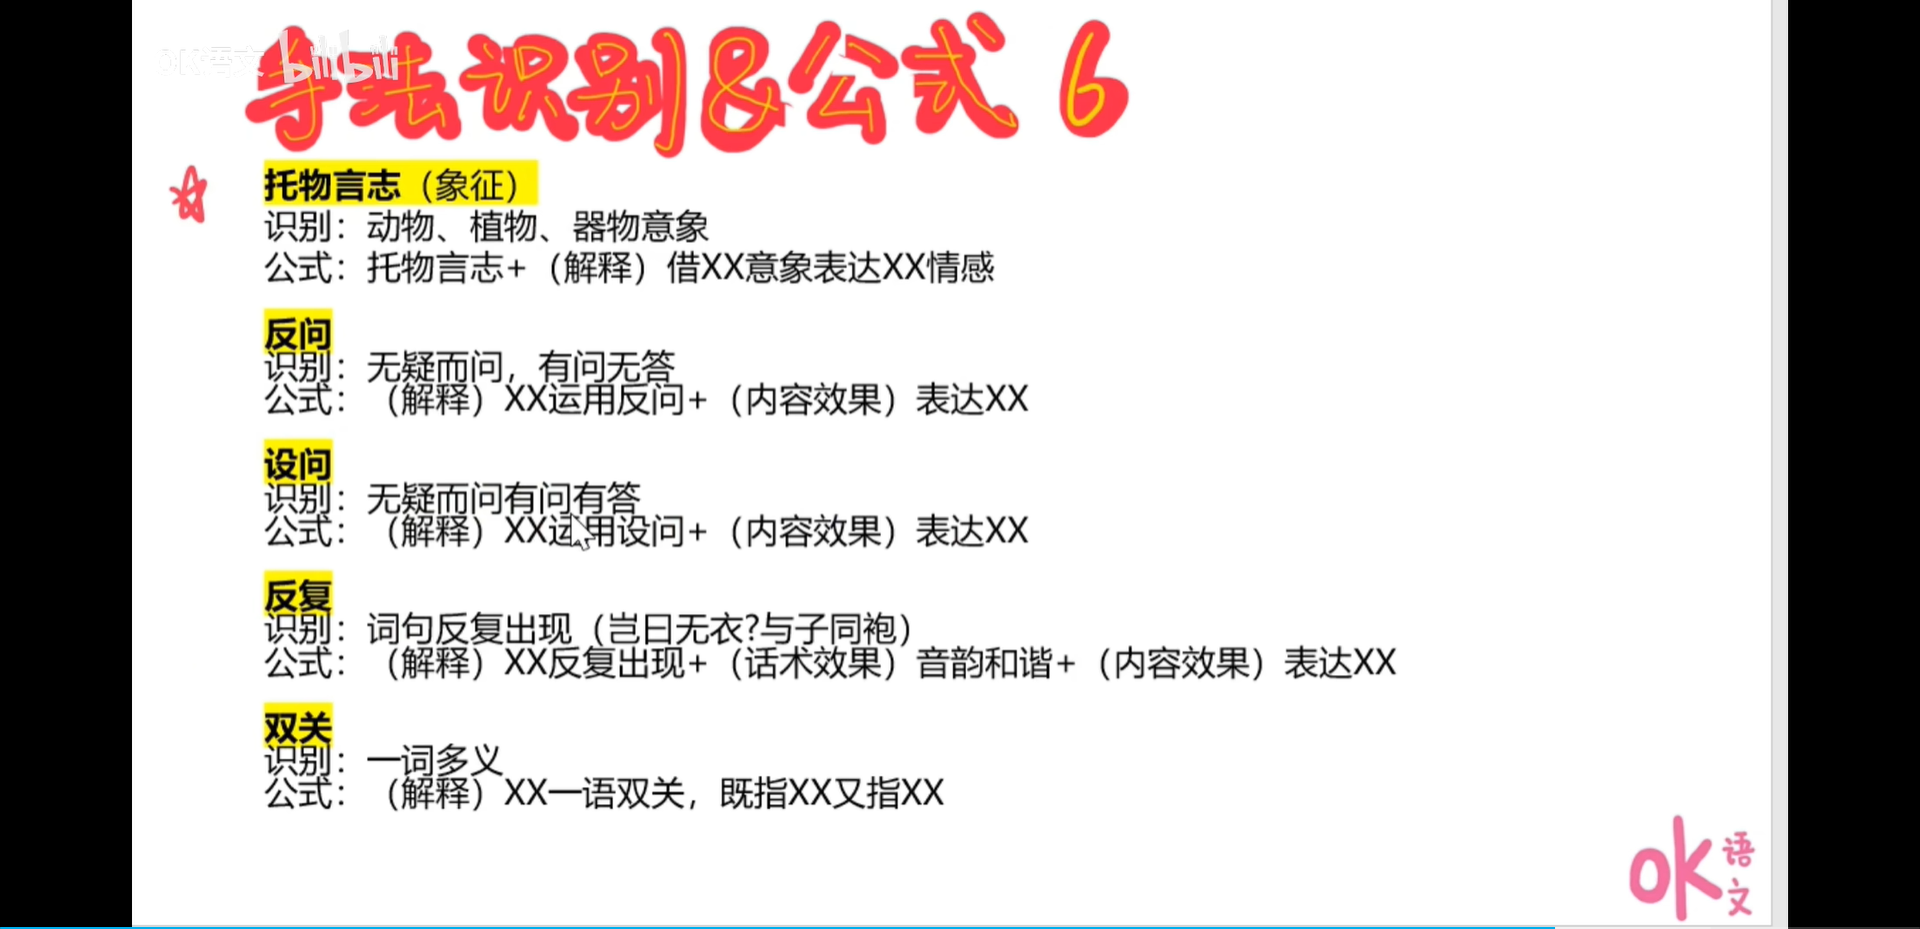 手法识别&公式 6
OK语文 bilibili
托物言志（象征）
识别：动物、植物、器物意象
公式：托物言志+（解释）借XX意象表达XX情感
反问
识别：无疑而问，有问无答
公式：（解释）XX运用反问+（内容效果）表达XX
设问
识别：无疑而问有问有答
公式：（解释）XX运用设问+（内容效果）表达XX
反复
识别：词句反复出现（岂曰无衣?与子同袍）
公式：（解释）XX反复出现+（话术效果）音韵和谐+（内容效果）表达XX
双关
识别：一词多义
公式：（解释）XX一语双关，既指XX又指XX
OK语文